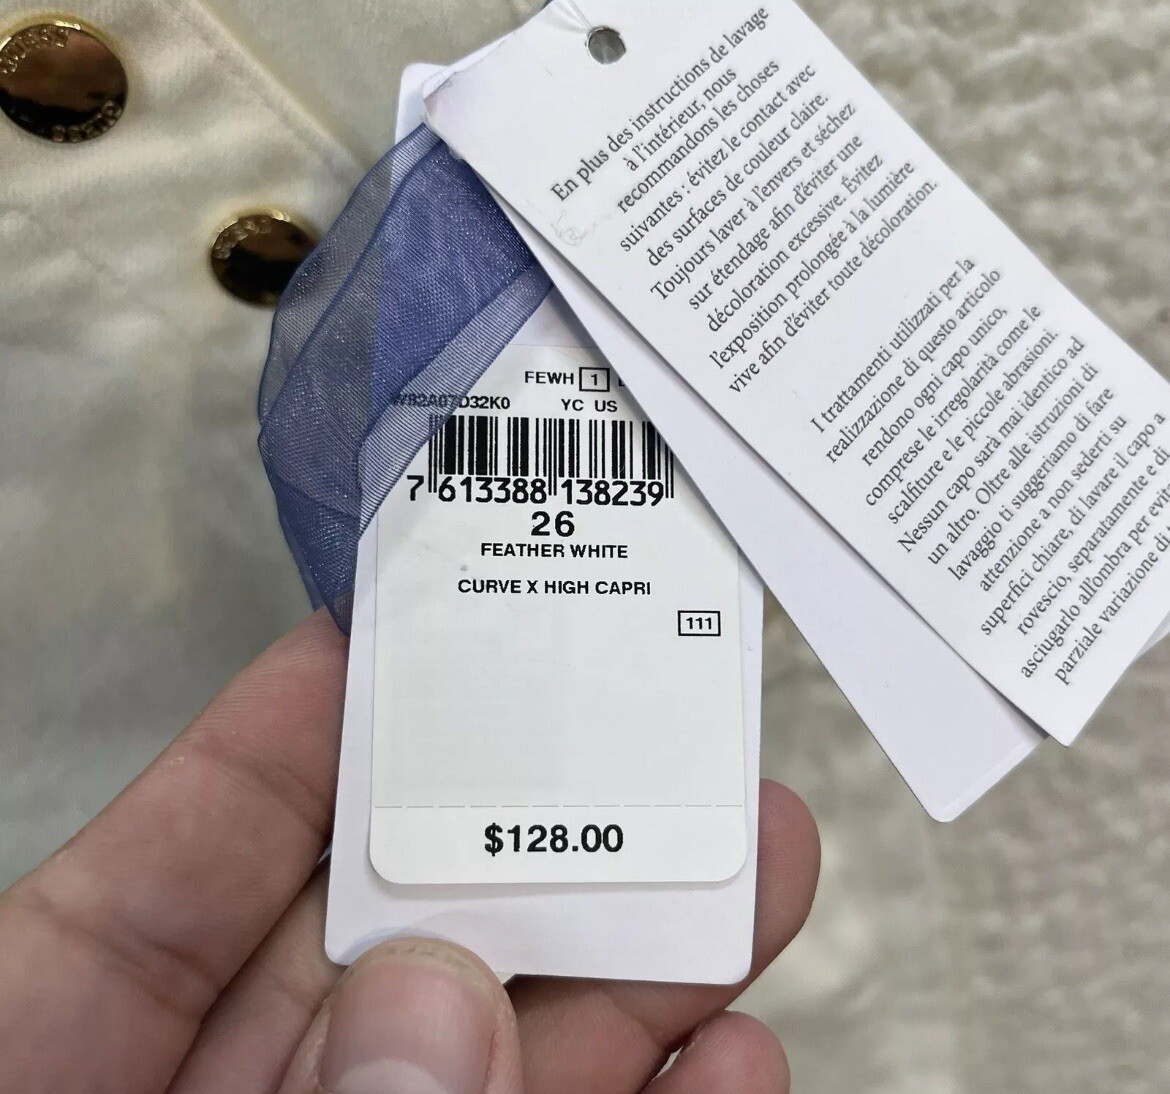 GUESS
GUESS
GUESS
En plus des instructions de lavage
à l'intérieur, nous
recommandons les choses
suivantes : évitez le contact avec
des surfaces de couleur claire.
Toujours laver à l'envers et séchez
sur étendage afin d'éviter une
décoloration excessive. Évitez
l'exposition prolongée à la lumière
vive afin d'éviter toute décoloration.
I trattamenti utilizzati per la
realizzazione di questo articolo
rendono ogni capo unico,
comprese le irregolarità come le
scalfiture e le piccole abrasioni.
Nessun capo sarà mai identico ad
un altro. Oltre alle istruzioni di
lavaggio ti suggeriamo di fare
attenzione a non sederti su
superfici chiare, di lavare il capo a
rovescio, separatamente e di
asciugarlo all'ombra per
parziale variazione di
FEWH 1
W82A07D32K0 YC US
7 613388 138239
26
FEATHER WHITE
CURVE X HIGH CAPRI
111
$128.00